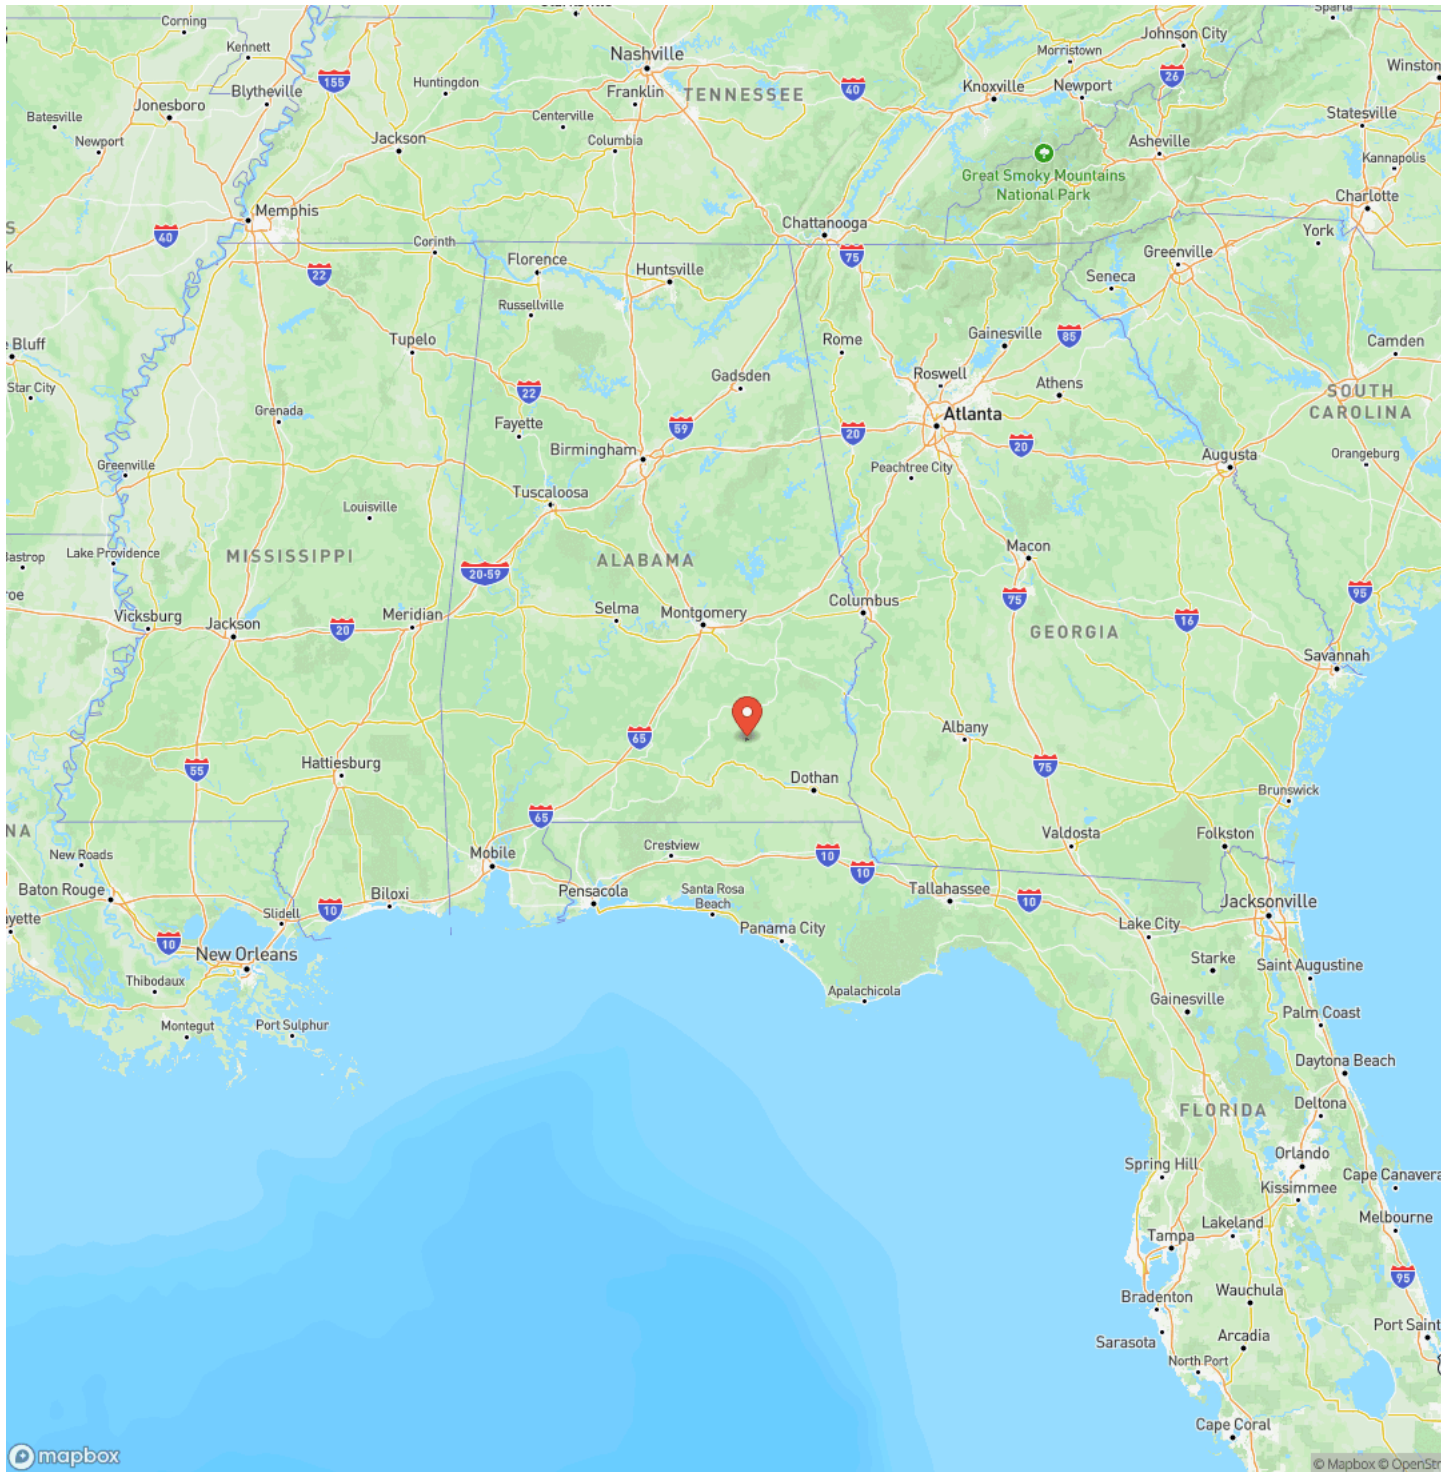 Corning
Sparta
Kennett
Nashville
Johnson City
Morristown
155
Huntingdon
40
Knoxville
Newport
26
Winston
Blytheville
Franklin
TENNESSEE
Jonesboro
Batesville
Centerville
Statesville
Newport
Jackson
Columbia
Asheville
Great Smoky Mountains
National Park
Kannapolis
Charlotte
Memphis
Chattanooga
40
Corinth
York
Florence
75
Greenville
22
Huntsville
Seneca
Russellville
Tupelo
Rome
Gainesville
85
Camden
Bluff
Star City
Gadsden
Roswell
Athens
22
SOUTH
CAROLINA
Grenada
Fayette
59
Atlanta
20
20
Birmingham
Greenville
Peachtree City
Augusta
Orangeburg
Tuscaloosa
Louisville
Lake Providence
MISSISSIPPI
ALABAMA
Macon
20-59
75
95
Vicksburg
Jackson
20
Meridian
Selma
Montgomery
Columbus
16
GEORGIA
Savannah
65
Albany
55
Hattiesburg
75
Dothan
Brunswick
65
NA
Valdosta
Folkston
New Roads
Mobile
Crestview
10
10
Baton Rouge
Biloxi
Pensacola
Santa Rosa
Beach
Tallahassee
10
Jacksonville
yette
Slidell
10
Panama City
Lake City
10
New Orleans
Starke
Saint Augustine
Thibodaux
Apalachicola
Gainesville
Palm Coast
Montegut
Port Sulphur
Daytona Beach
FLORIDA
Deltona
Spring Hill
Orlando
Cape Canavera
Kissimmee
Lakeland
Melbourne
Tampa
95
Bradenton
Wauchula
Sarasota
Arcadia
Port Saint
North Port
Cape Coral
mapbox
© Mapbox © OpenStr